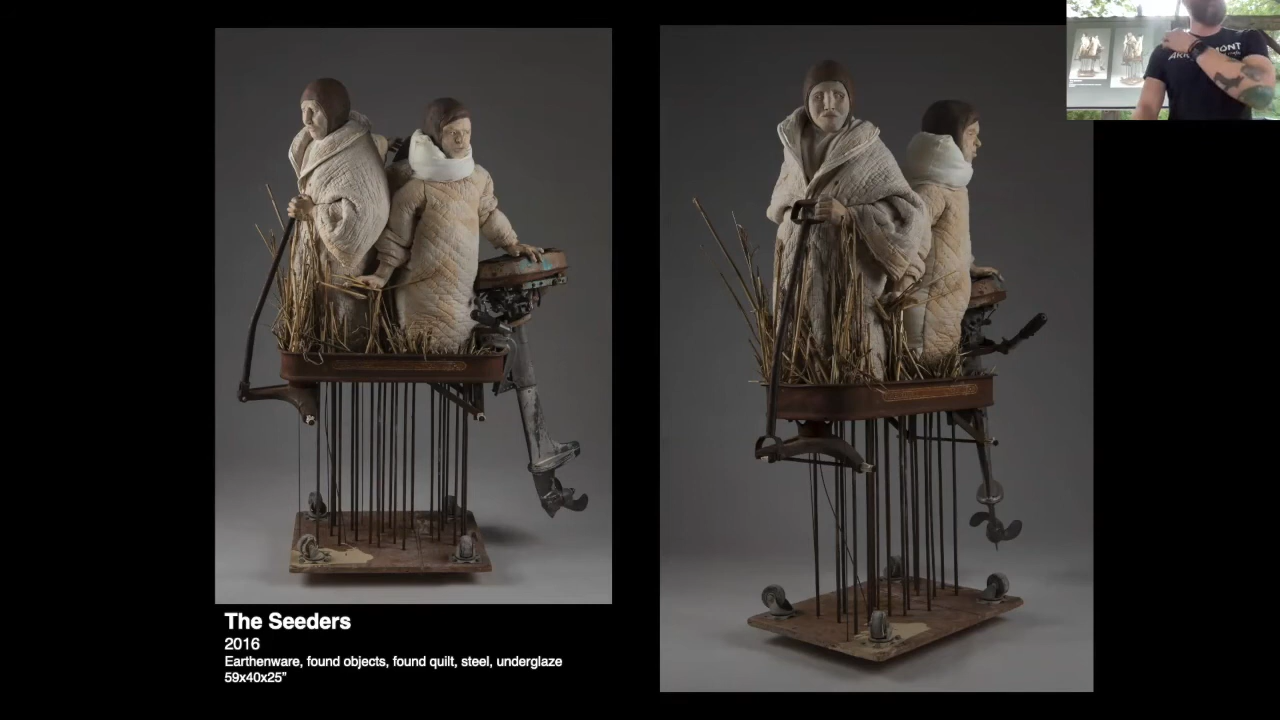 The Seeders
2016
Earthenware, found objects, found quilt, steel, underglaze
59x40x25”